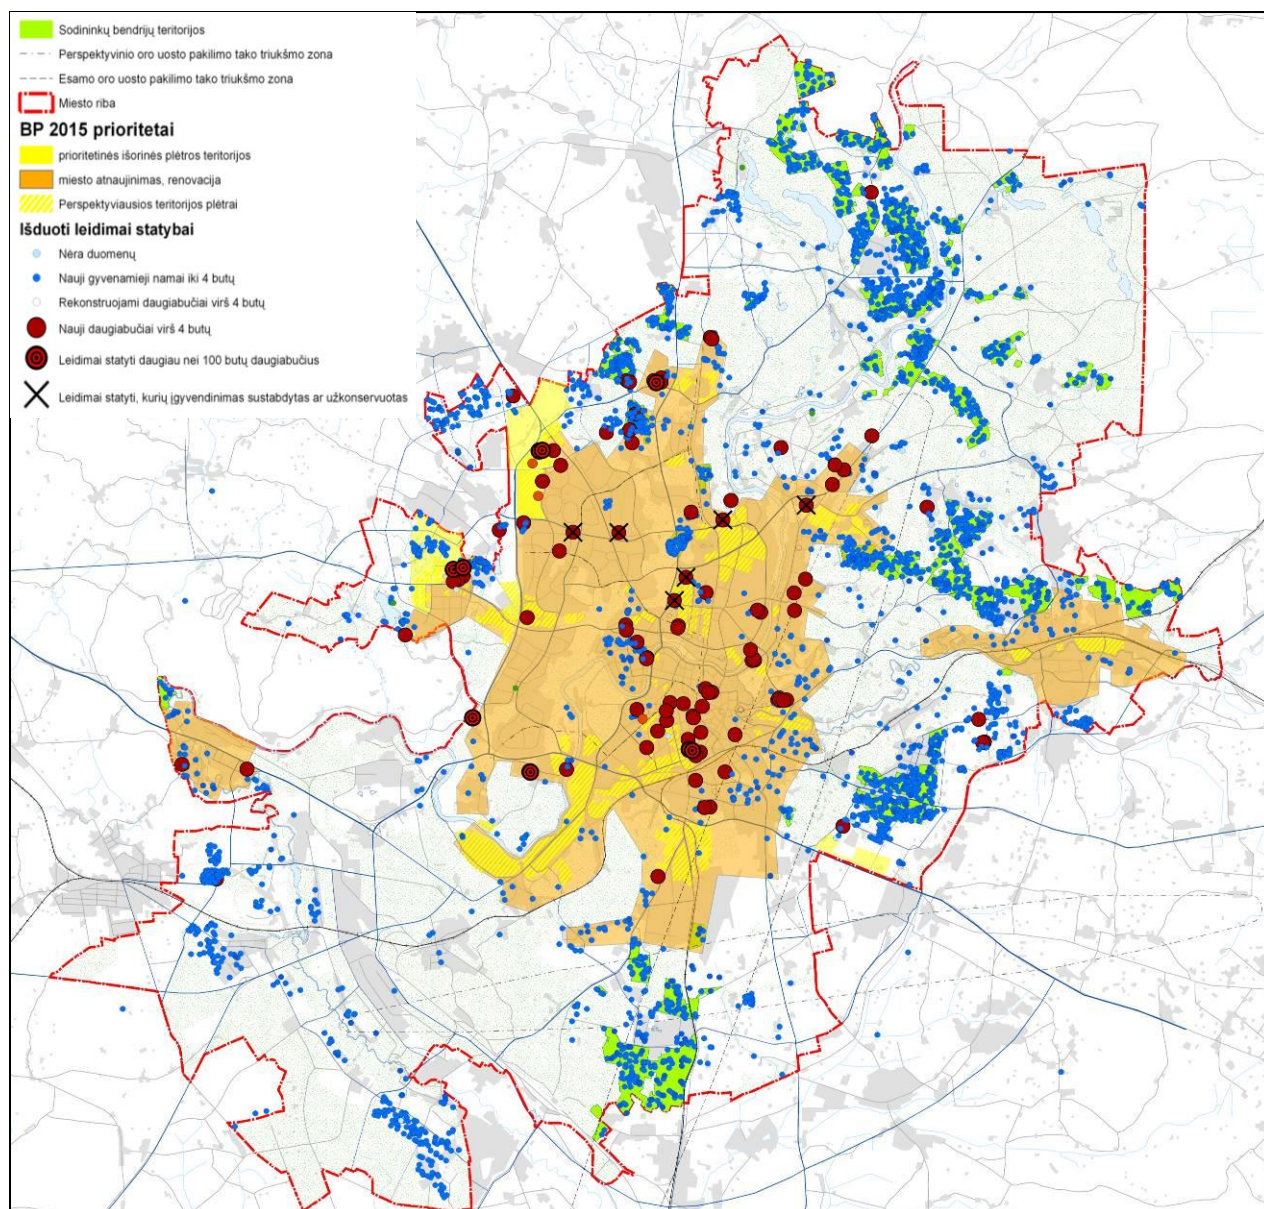 Sodininkų bendrijų teritorijos
Perspektyvinio oro uosto pakilimo tako triukšmo zona
Esamo oro uosto pakilimo tako triukšmo zona
Miesto riba
BP 2015 prioritetai
prioritetinės išorinės plėtros teritorijos
miesto atnaujinimas, renovacija
Perspektyviausios teritorijos plėtrai
Išduoti leidimai statybai
Nėra duomenų
Nauji gyvenamieji namai iki 4 butų
Rekonstruojami daugiabučiai virš 4 butų
Nauji daugiabučiai virš 4 butų
Leidimai statyti daugiau nei 100 butų daugiabučius
Leidimai statyti, kurių įgyvendinimas sustabdytas ar užkonservuotas